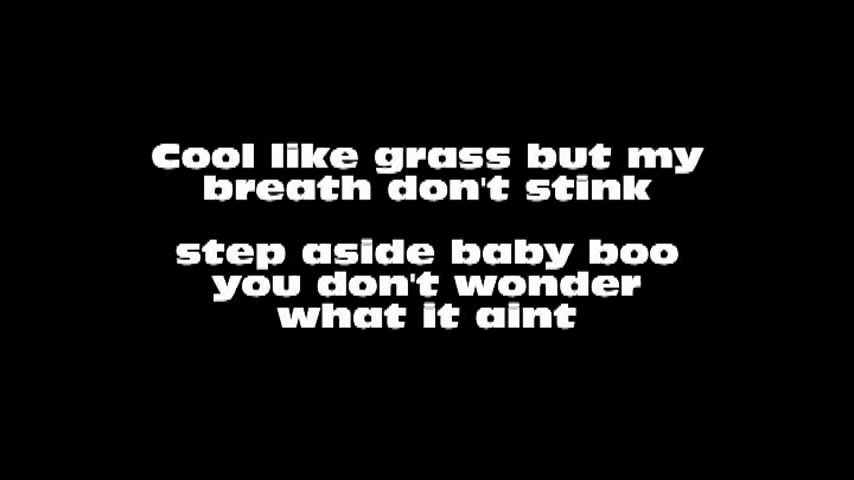 Cool like grass but my
breath don't stink
step aside baby boo
you don't wonder
what it aint